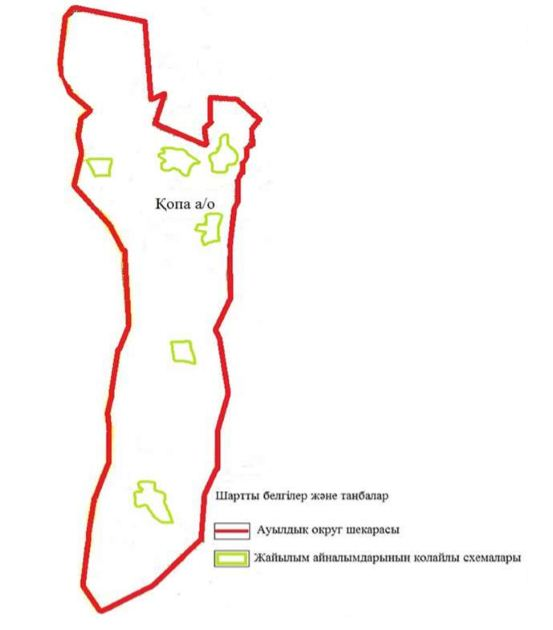 Қопа а/о
Шартты белгілер және таңбалар
Ауылдық округ шекарасы
Жайылым айналымдарының қолайлы схемалары